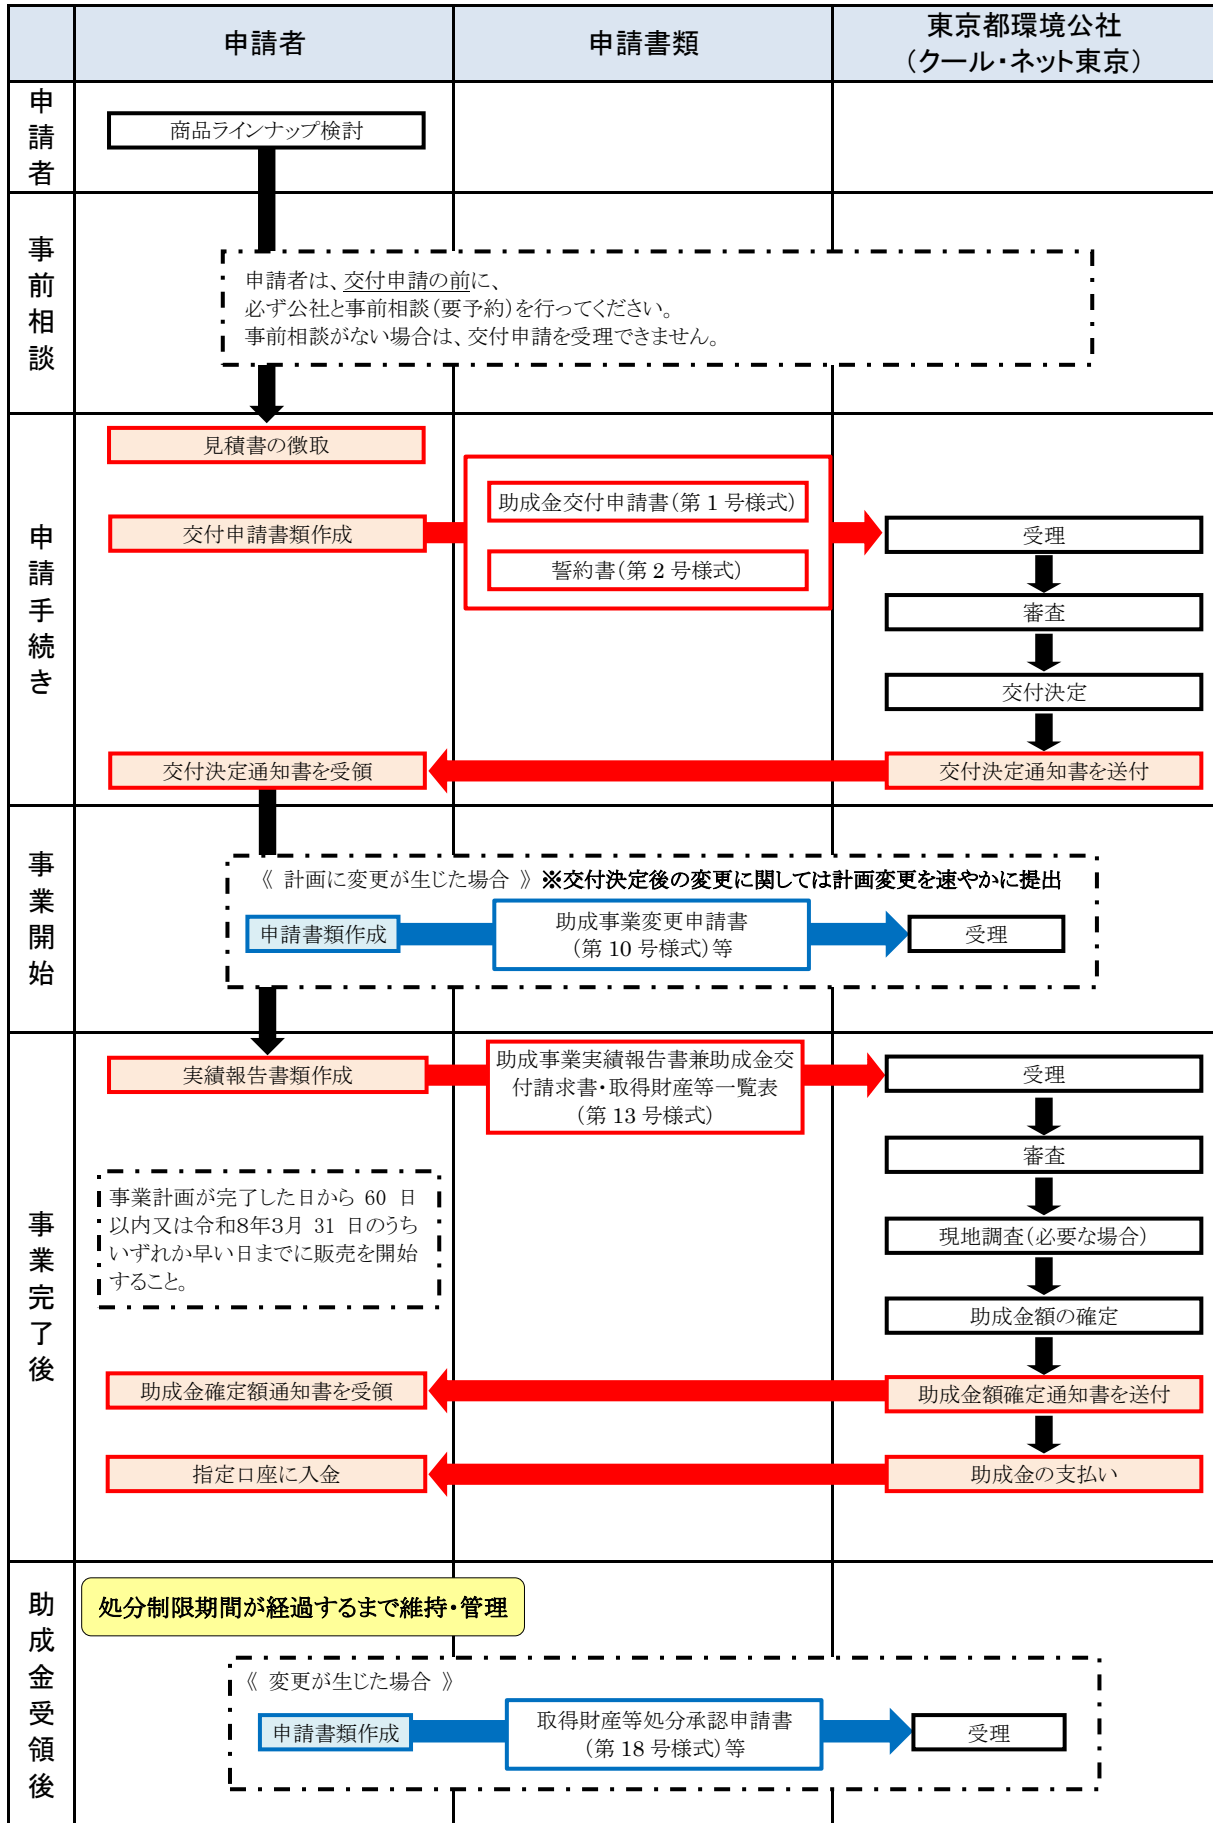 申請者
申請書類
東京都環境公社
（クール・ネット東京）
申請者
商品ラインナップ検討
事前相談
申請者は、交付申請の前に、
必ず公社と事前相談（要予約）を行ってください。
事前相談がない場合は、交付申請を受理できません。
申請手続き
見積書の徴取
交付申請書類作成
助成金交付申請書（第１号様式）
誓約書（第２号様式）
受理
審査
交付決定
交付決定通知書を受領
交付決定通知書を送付
事業開始
《 計画に変更が生じた場合 》※交付決定後の変更に関しては計画変更を速やかに提出
申請書類作成
助成事業変更申請書
（第 10 号様式）等
受理
事業完了後
実績報告書類作成
助成事業実績報告書兼助成金交
付請求書・取得財産等一覧表
（第 13 号様式）
受理
審査
事業計画が完了した日から 60 日
以内又は令和8年3月 31 日のうち
いずれか早い日までに販売を開始
すること。
現地調査（必要な場合）
助成金額の確定
助成金確定額通知書を受領
助成金額確定通知書を送付
指定口座に入金
助成金の支払い
助成金受領後
処分制限期間が経過するまで維持・管理
《 変更が生じた場合 》
申請書類作成
取得財産等処分承認申請書
（第 18 号様式）等
受理